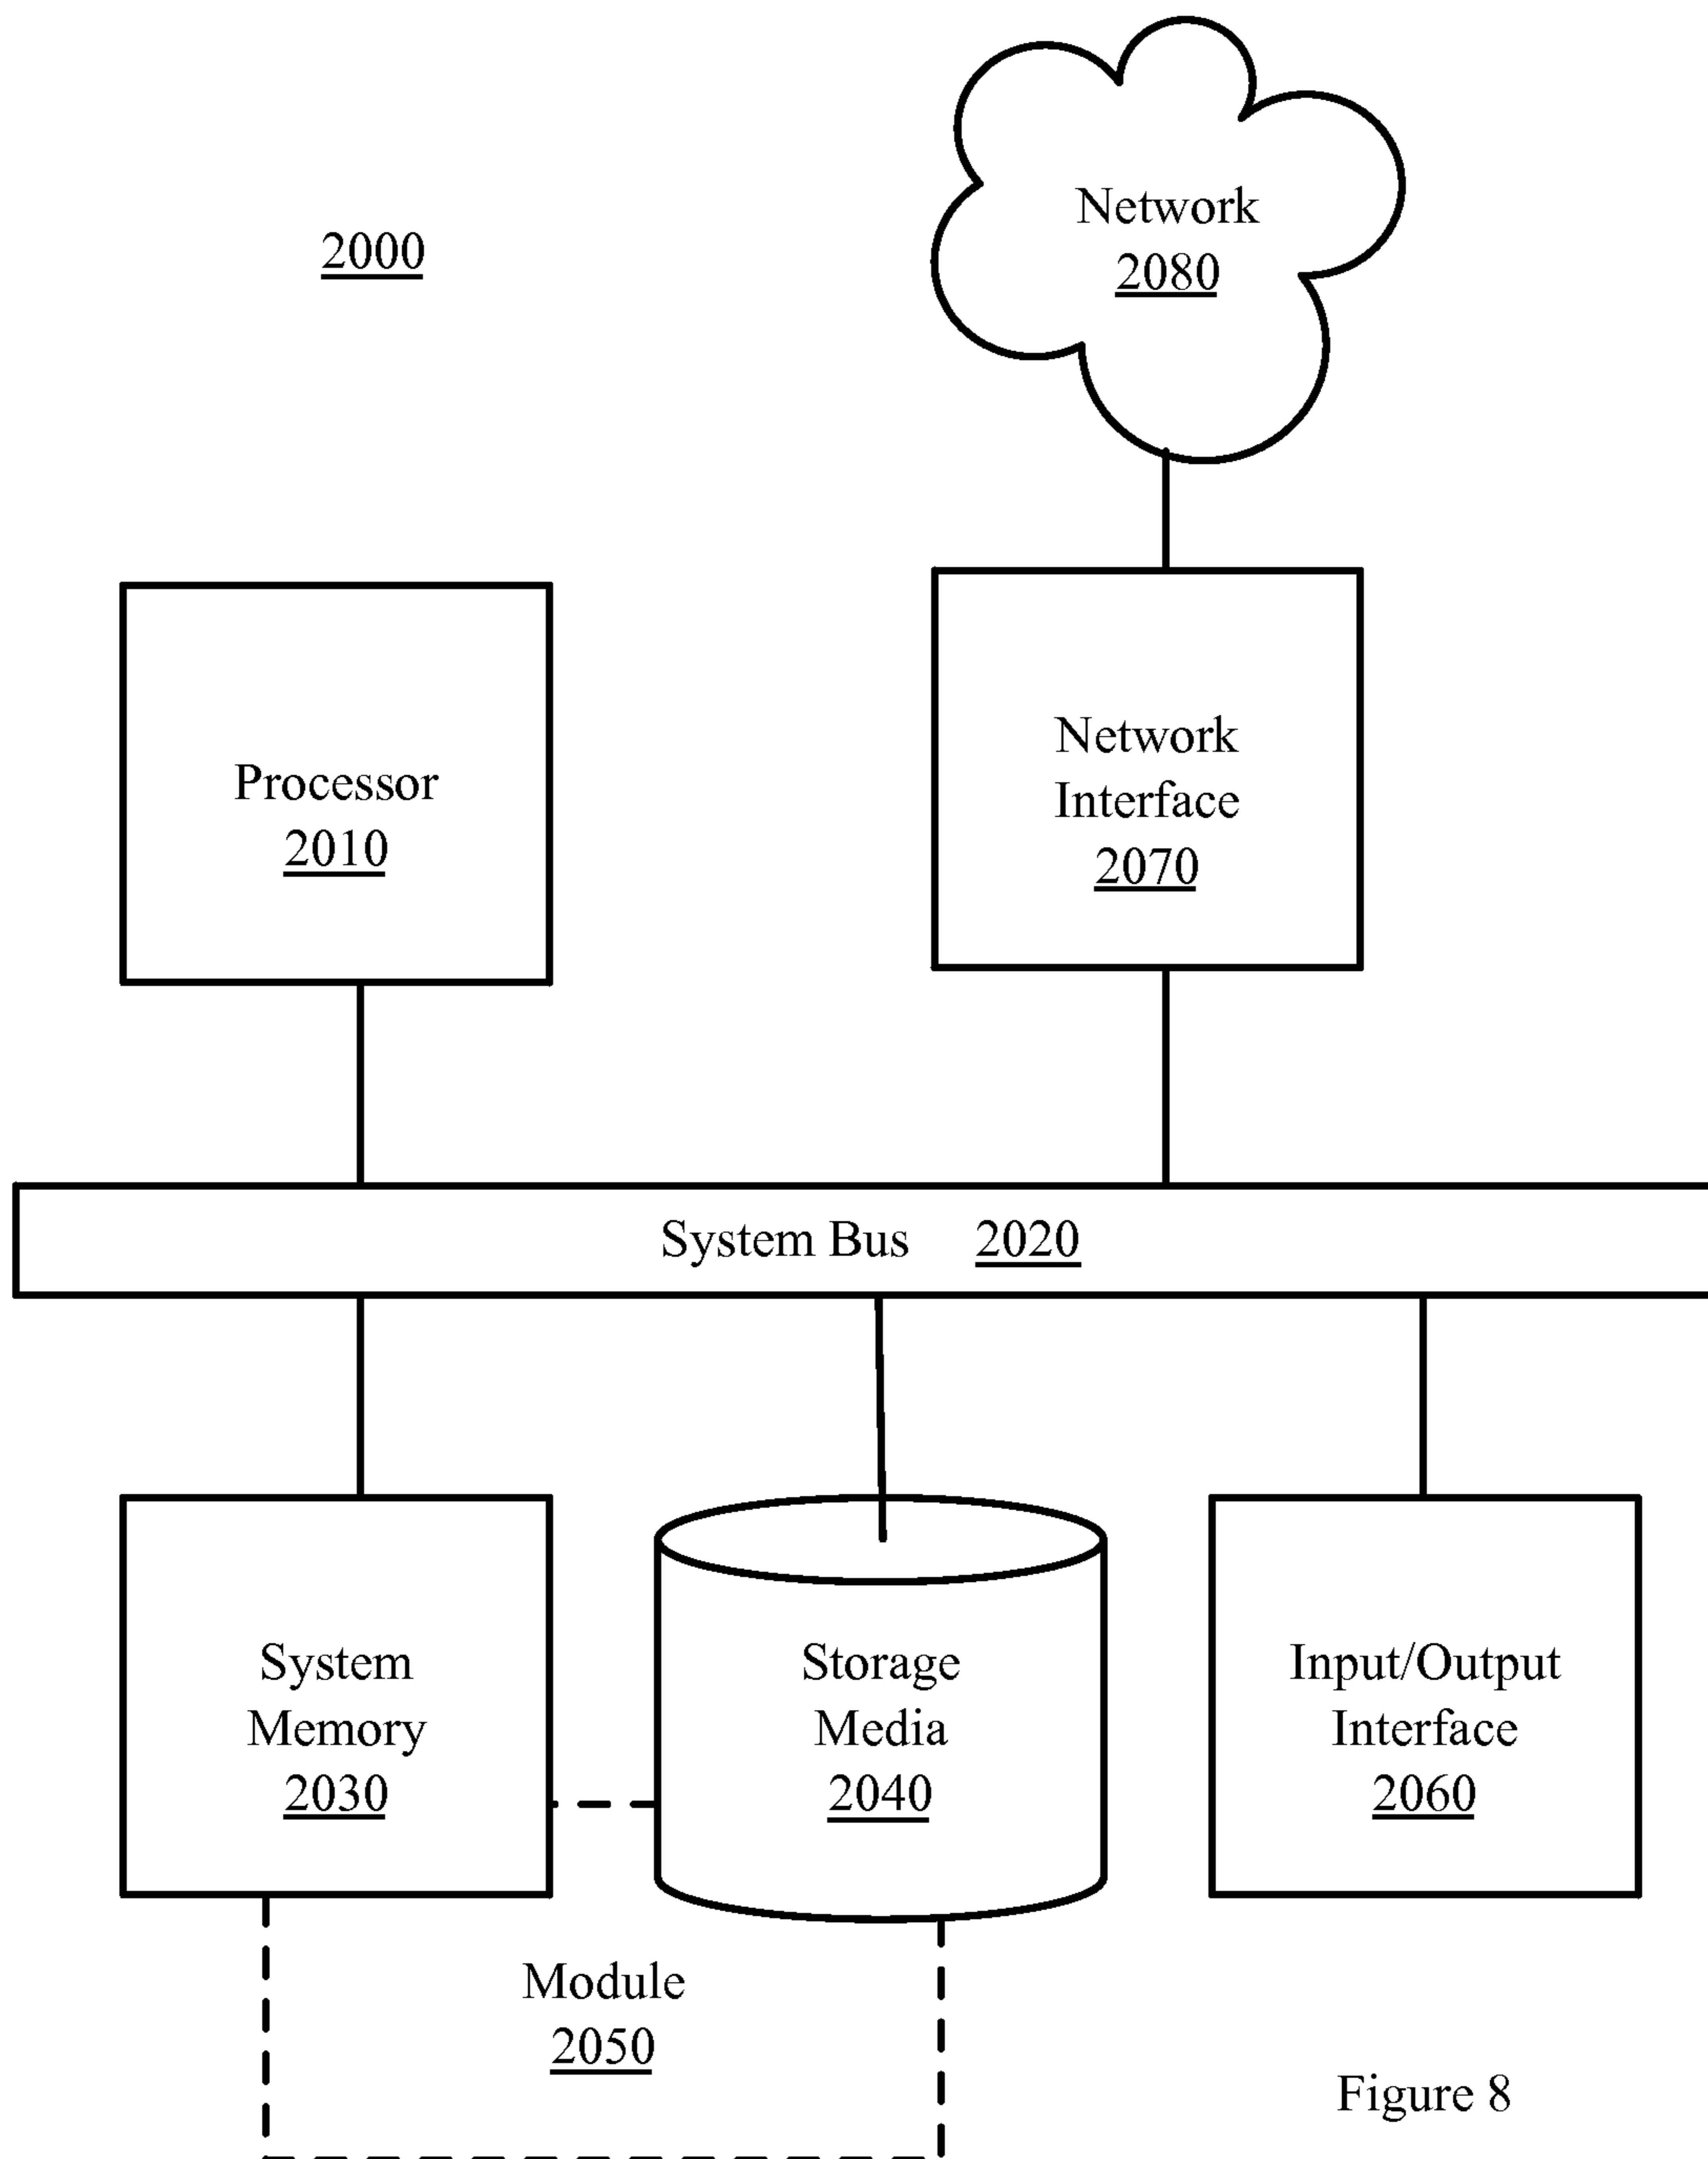 Network
2080
2000
Network
Interface
2070
Processor
2010
System Bus 2020
System
Memory
2030
Storage
Media
2040
Input/Output
Interface
2060
Module
2050
Figure 8